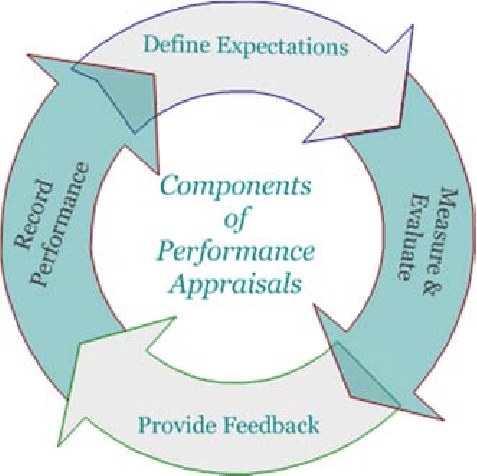 Define Expectations
Measure &
Evaluate
Provide Feedback
Record
Performance
Components
of
Performance
Appraisals